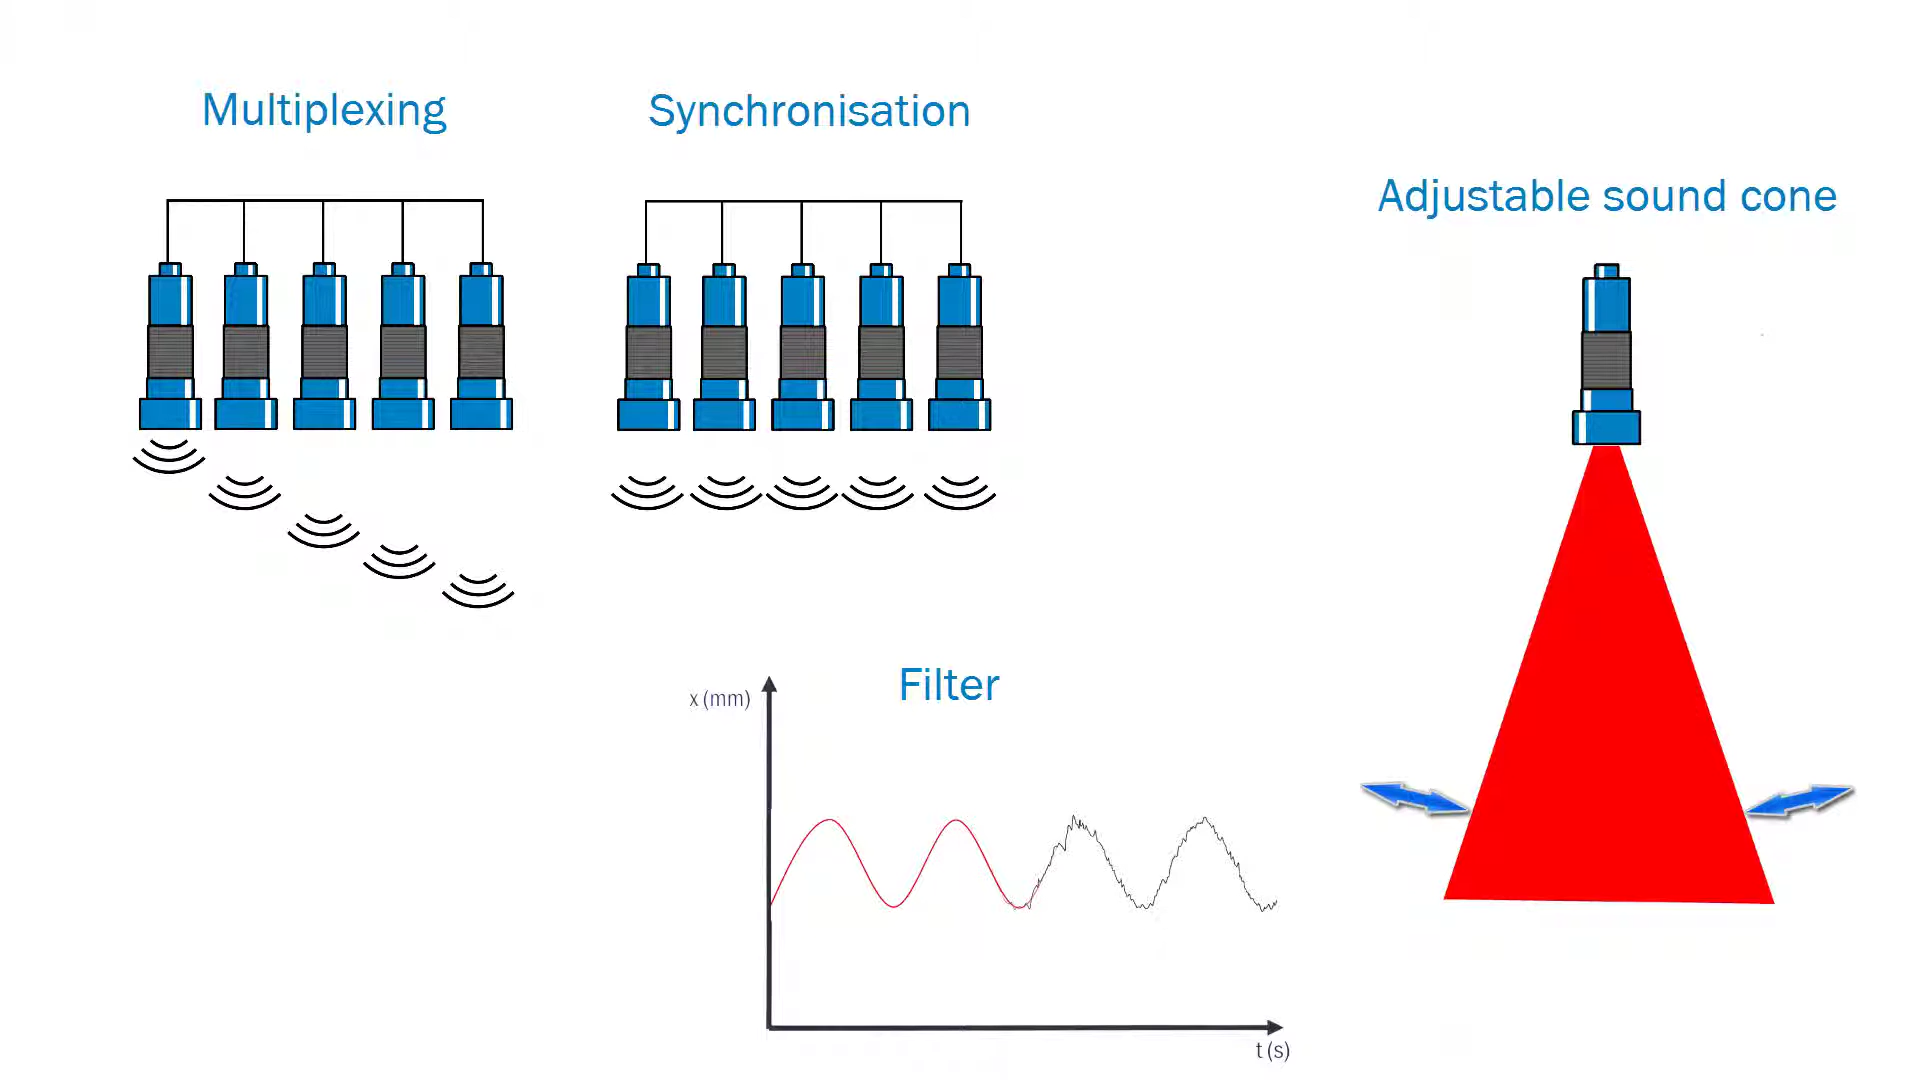 Multiplexing
Synchronisation
Adjustable sound cone
Filter
x (mm)
t (s)